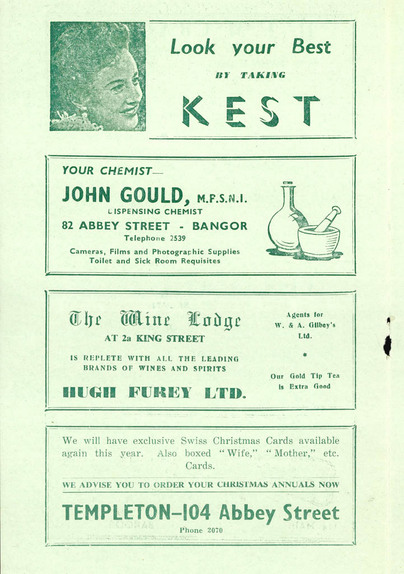 Look your Best
BY TAKING
KEST
YOUR CHEMIST—
JOHN GOULD, M.P.S.N.I.
DISPENSING CHEMIST
82 ABBEY STREET - BANGOR
Telephone 2539
Cameras, Films and Photographic Supplies
Toilet and Sick Room Requisites
The Wine Lodge
AT 2a KING STREET
IS REPLETE WITH ALL THE LEADING
BRANDS OF WINES AND SPIRITS
HUGH FUREY LTD.
Agents for
W. & A. Gilbey's
Ltd.
*
Our Gold Tip Tea
is Extra Good
We will have exclusive Swiss Christmas Cards available
again this year. Also boxed "Wife," "Mother," etc.
Cards.
WE ADVISE YOU TO ORDER YOUR CHRISTMAS ANNUALS NOW
TEMPLETON—104 Abbey Street
Phone 2070